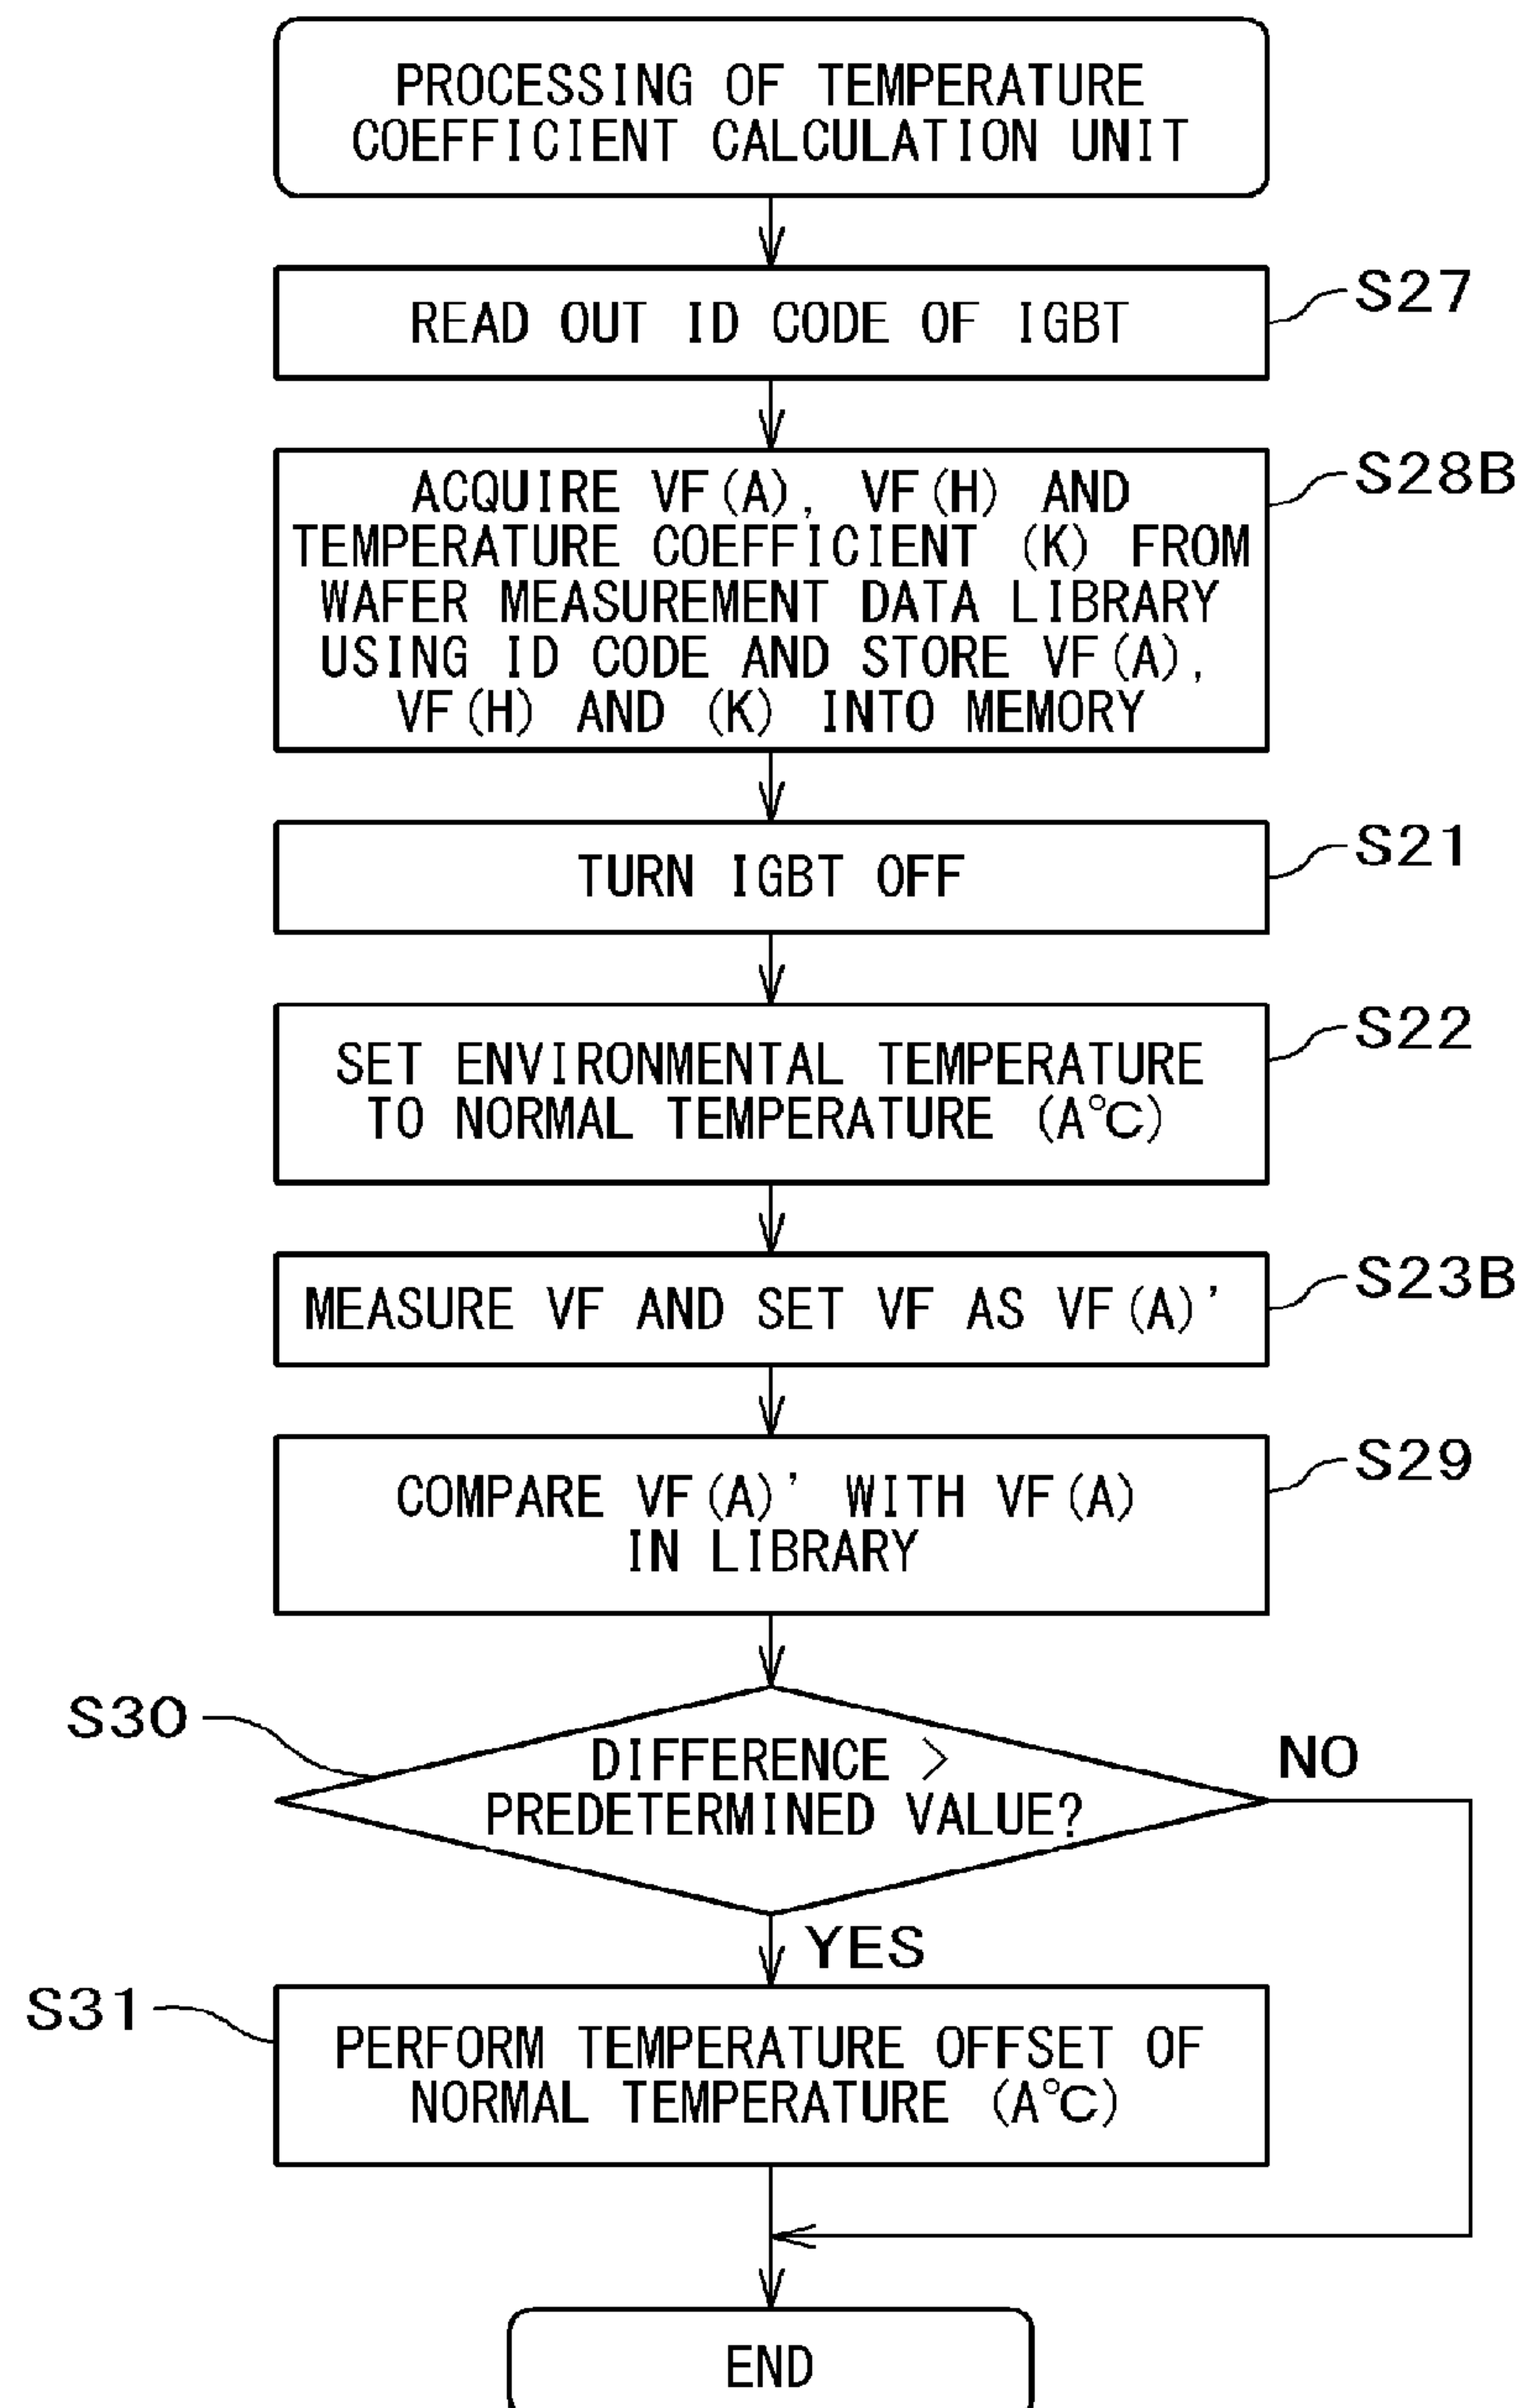 PROCESSING OF TEMPERATURE
COEFFICIENT CALCULATION UNIT
READ OUT ID CODE OF IGBT
S27
ACQUIRE VF(A), VF(H) AND
TEMPERATURE COEFFICIENT (K) FROM
WAFER MEASUREMENT DATA LIBRARY
USING ID CODE AND STORE VF(A),
VF(H) AND (K) INTO MEMORY
S28B
TURN IGBT OFF
S21
SET ENVIRONMENTAL TEMPERATURE
TO NORMAL TEMPERATURE (A℃)
S22
MEASURE VF AND SET VF AS VF(A)'
S23B
COMPARE VF(A)' WITH VF(A)
IN LIBRARY
S29
S30
DIFFERENCE >
PREDETERMINED VALUE?
NO
YES
S31
PERFORM TEMPERATURE OFFSET OF
NORMAL TEMPERATURE (A℃)
END